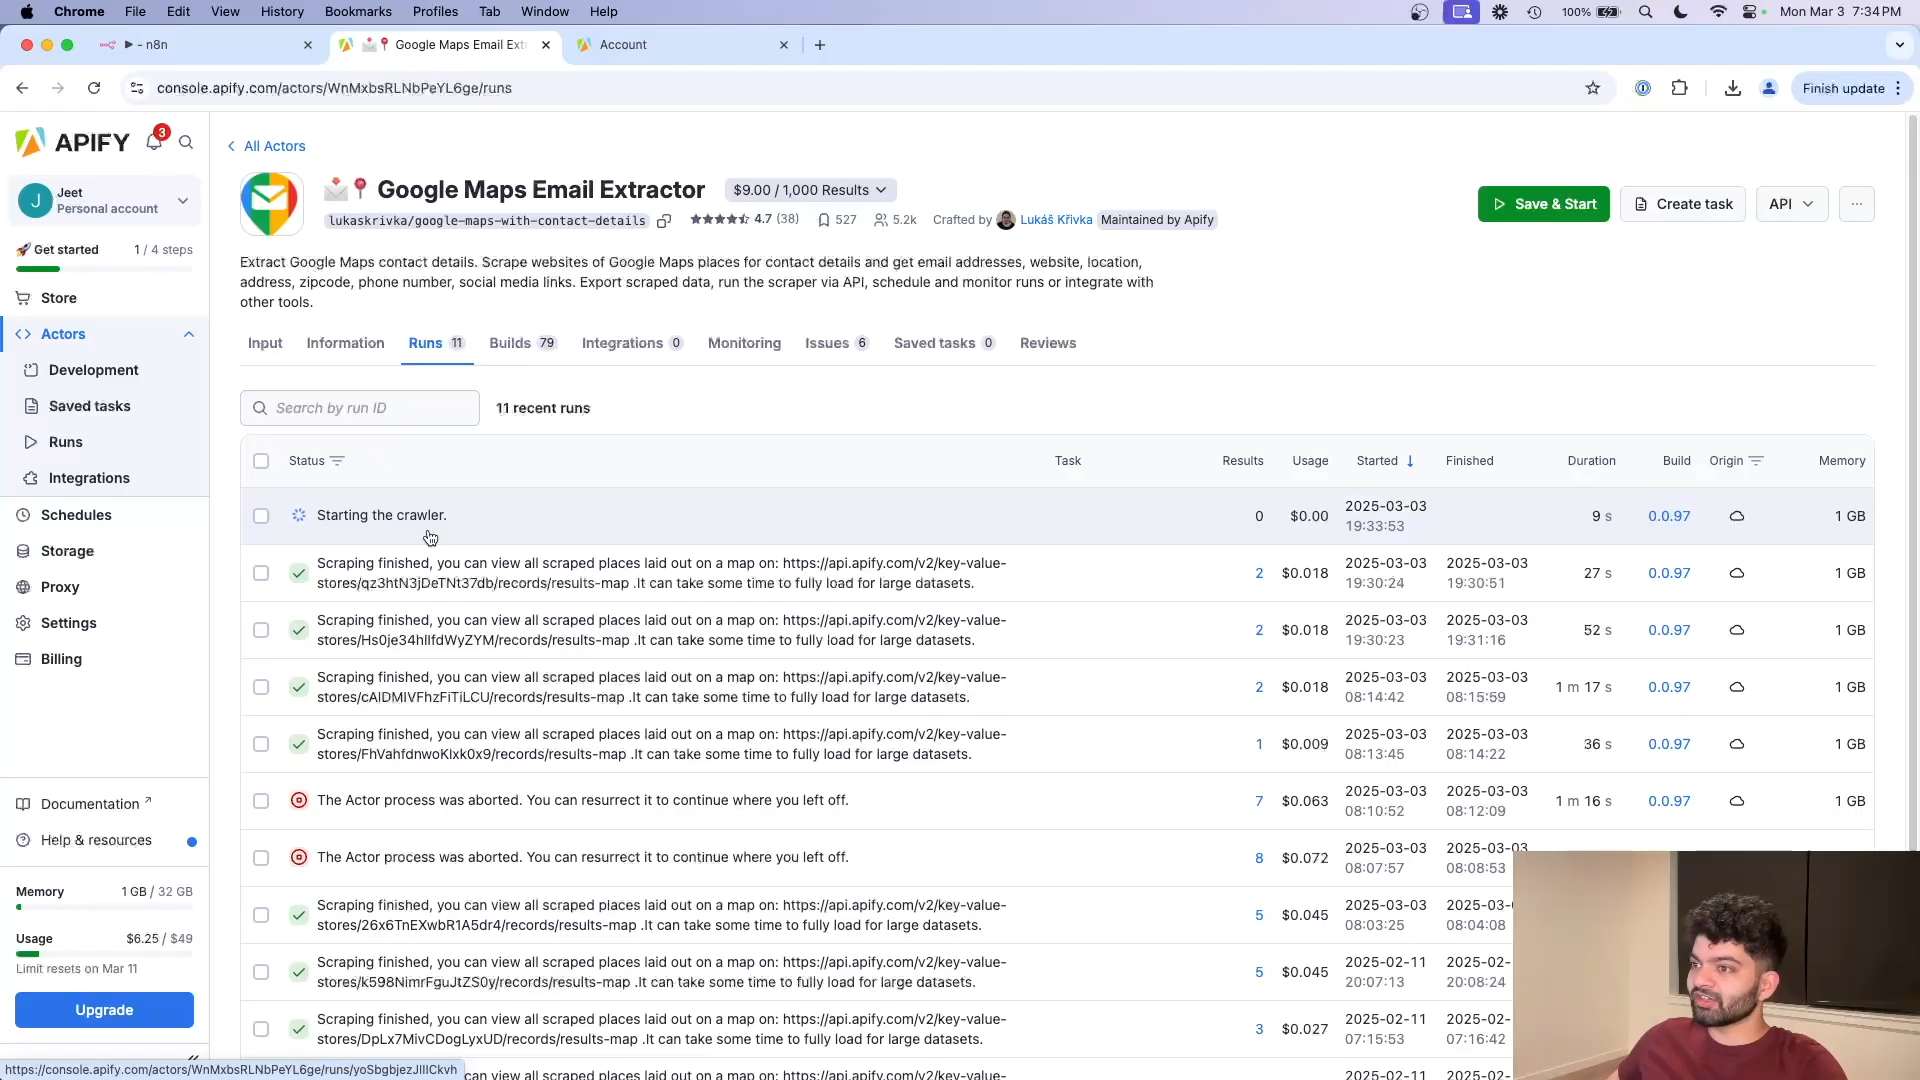 Chrome File Edit View History Bookmarks Profiles Tab Window Help
100% Mon Mar 3 7:34 PM
- n8n
Google Maps Email Ext
Account
console.apify.com/actors/WnMxbsRLNbPeYL6ge/runs
Finish update
APIFY
3
J
Jeet
Personal account
Get started 1 / 4 steps
Store
Actors
Development
Saved tasks
Runs
Integrations
Schedules
Storage
Proxy
Settings
Billing
Documentation
Help & resources
Memory 1 GB / 32 GB
Usage $6.25 / $49
Limit resets on Mar 11
Upgrade
All Actors
Google Maps Email Extractor $9.00 / 1,000 Results
lukaskrivka/google-maps-with-contact-details 4.7 (38) 527 5.2k Crafted by Lukáš Křivka Maintained by Apify
Save & Start Create task API ...
Extract Google Maps contact details. Scrape websites of Google Maps places for contact details and get email addresses, website, location,
address, zipcode, phone number, social media links. Export scraped data, run the scraper via API, schedule and monitor runs or integrate with
other tools.
Input Information Runs 11 Builds 79 Integrations 0 Monitoring Issues 6 Saved tasks 0 Reviews
Search by run ID 11 recent runs
Status Task Results Usage Started Finished Duration Build Origin Memory
Starting the crawler. 0 $0.00 2025-03-03 19:33:53 9 s 0.0.97 1 GB
Scraping finished, you can view all scraped places laid out on a map on: https://api.apify.com/v2/key-value-
stores/qz3htN3jDeTNt37db/records/results-map .It can take some time to fully load for large datasets.
2 $0.018 2025-03-03 19:30:24 2025-03-03 19:30:51 27 s 0.0.97 1 GB
Scraping finished, you can view all scraped places laid out on a map on: https://api.apify.com/v2/key-value-
stores/Hs0je34hIlfdWyZYM/records/results-map .It can take some time to fully load for large datasets.
2 $0.018 2025-03-03 19:30:23 2025-03-03 19:31:16 52 s 0.0.97 1 GB
Scraping finished, you can view all scraped places laid out on a map on: https://api.apify.com/v2/key-value-
stores/cAlDMIVFhzFiTiLCU/records/results-map .It can take some time to fully load for large datasets.
2 $0.018 2025-03-03 08:14:42 2025-03-03 08:15:59 1 m 17 s 0.0.97 1 GB
Scraping finished, you can view all scraped places laid out on a map on: https://api.apify.com/v2/key-value-
stores/FhVahfdnwoKlxk0x9/records/results-map .It can take some time to fully load for large datasets.
1 $0.009 2025-03-03 08:13:45 2025-03-03 08:14:22 36 s 0.0.97 1 GB
The Actor process was aborted. You can resurrect it to continue where you left off. 7 $0.063 2025-03-03 08:10:52 2025-03-03 08:12:09 1 m 16 s 0.0.97 1 GB
The Actor process was aborted. You can resurrect it to continue where you left off. 8 $0.072 2025-03-03 08:07:57 2025-03-03 08:08:53
Scraping finished, you can view all scraped places laid out on a map on: https://api.apify.com/v2/key-value-
stores/26x6TnEXwbR1A5dr4/records/results-map .It can take some time to fully load for large datasets.
5 $0.045 2025-03-03 08:03:25 2025-03- 08:04:08
Scraping finished, you can view all scraped places laid out on a map on: https://api.apify.com/v2/key-value-
stores/k598NimrFguJtZS0y/records/results-map .It can take some time to fully load for large datasets.
5 $0.045 2025-02-11 20:07:13 2025-02- 20:08:24
Scraping finished, you can view all scraped places laid out on a map on: https://api.apify.com/v2/key-value-
stores/DpLx7MivCDogLyxUD/records/results-map .It can take some time to fully load for large datasets.
3 $0.027 2025-02-11 07:15:53 2025-02- 07:16:42
can view all scraped places laid out on a map on: https://api.apify.com/v2/key-value- 2025-02-11 2025-02-
https://console.apify.com/actors/WnMxbsRLNbPeYL6ge/runs/yoSbgbjezJIIICkvh